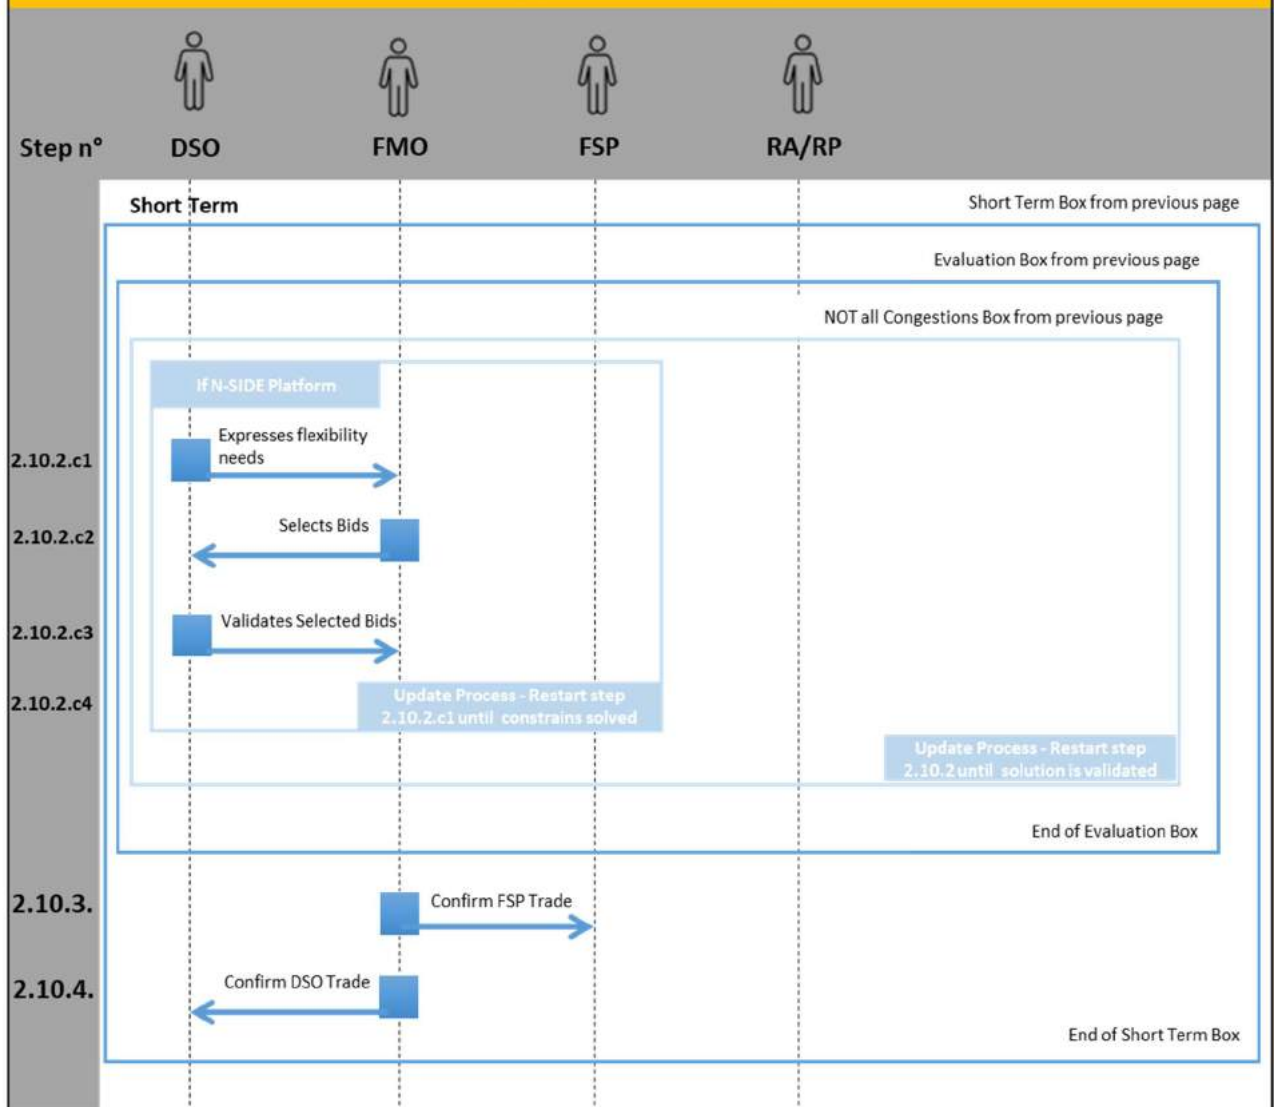 Step n° DSO FMO FSP RA/RP
Short Term
Short Term Box from previous page
Evaluation Box from previous page
NOT all Congestions Box from previous page
If N-SIDE Platform
2.10.2.c1
Expresses flexibility
needs
2.10.2.c2
Selects Bids
2.10.2.c3
Validates Selected Bids
2.10.2.c4
Update Process - Restart step
2.10.2.c1 until constrains solved
Update Process - Restart step
2.10.2 until solution is validated
End of Evaluation Box
2.10.3.
Confirm FSP Trade
2.10.4.
Confirm DSO Trade
End of Short Term Box